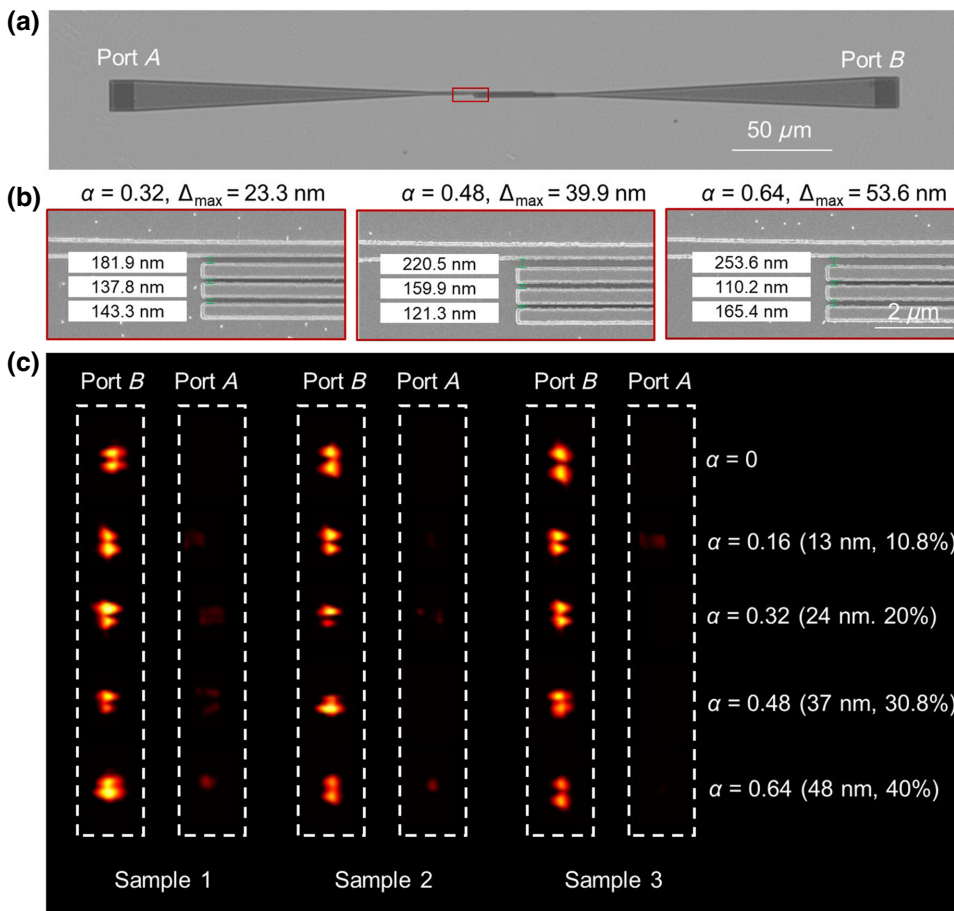 (a)
Port A
Port B
50 μm
(b)
α = 0.32, Δmax = 23.3 nm
α = 0.48, Δmax = 39.9 nm
α = 0.64, Δmax = 53.6 nm
181.9 nm
137.8 nm
143.3 nm
220.5 nm
159.9 nm
121.3 nm
253.6 nm
110.2 nm
165.4 nm
2 μm
(c)
Port B
Port A
Port B
Port A
Port B
Port A
α = 0
α = 0.16 (13 nm, 10.8%)
α = 0.32 (24 nm. 20%)
α = 0.48 (37 nm, 30.8%)
α = 0.64 (48 nm, 40%)
Sample 1
Sample 2
Sample 3